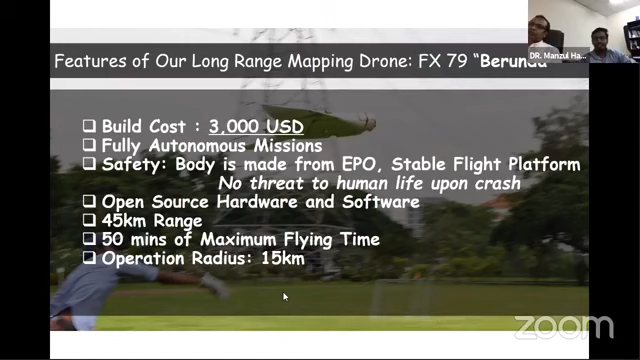 Features of Our Long Range Mapping Drone: FX 79 "Berunda
DR. Manzul Ha...
❑ Build Cost : 3,000 USD
❑ Fully Autonomous Missions
❑ Safety: Body is made from EPO, Stable Flight Platform
No threat to human life upon crash
❑ Open Source Hardware and Software
❑ 45km Range
❑ 50 mins of Maximum Flying Time
❑ Operation Radius: 15km
zoom